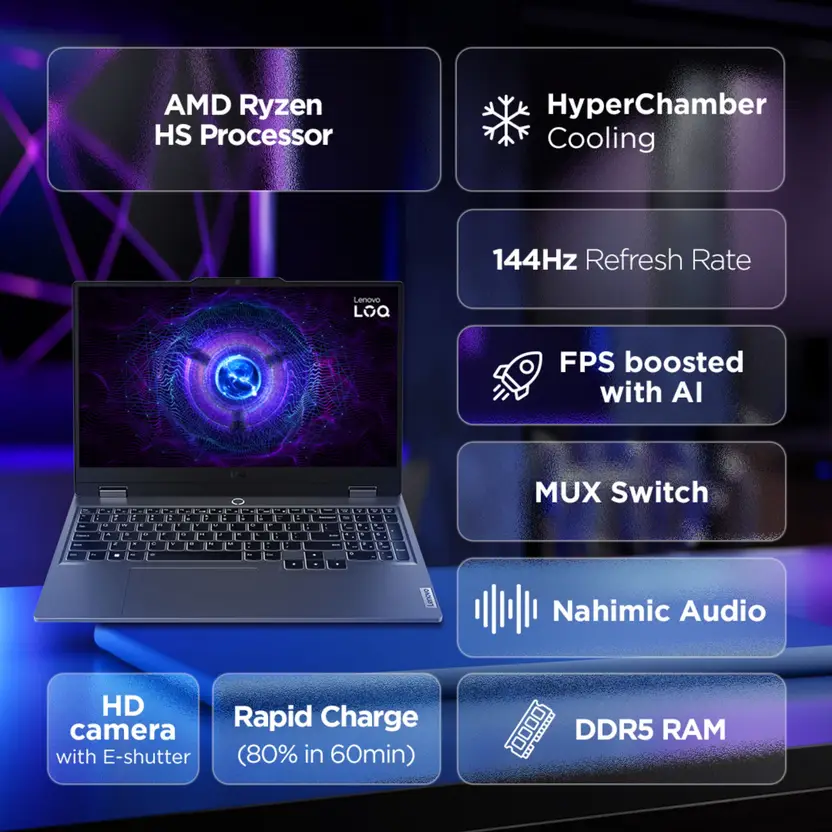 AMD Ryzen
HS Processor
HyperChamber
Cooling
144Hz Refresh Rate
Lenovo
LOQ
FPS boosted
with AI
MUX Switch
Nahimic Audio
HD
camera
with E-shutter
Rapid Charge
(80% in 60min)
DDR5 RAM